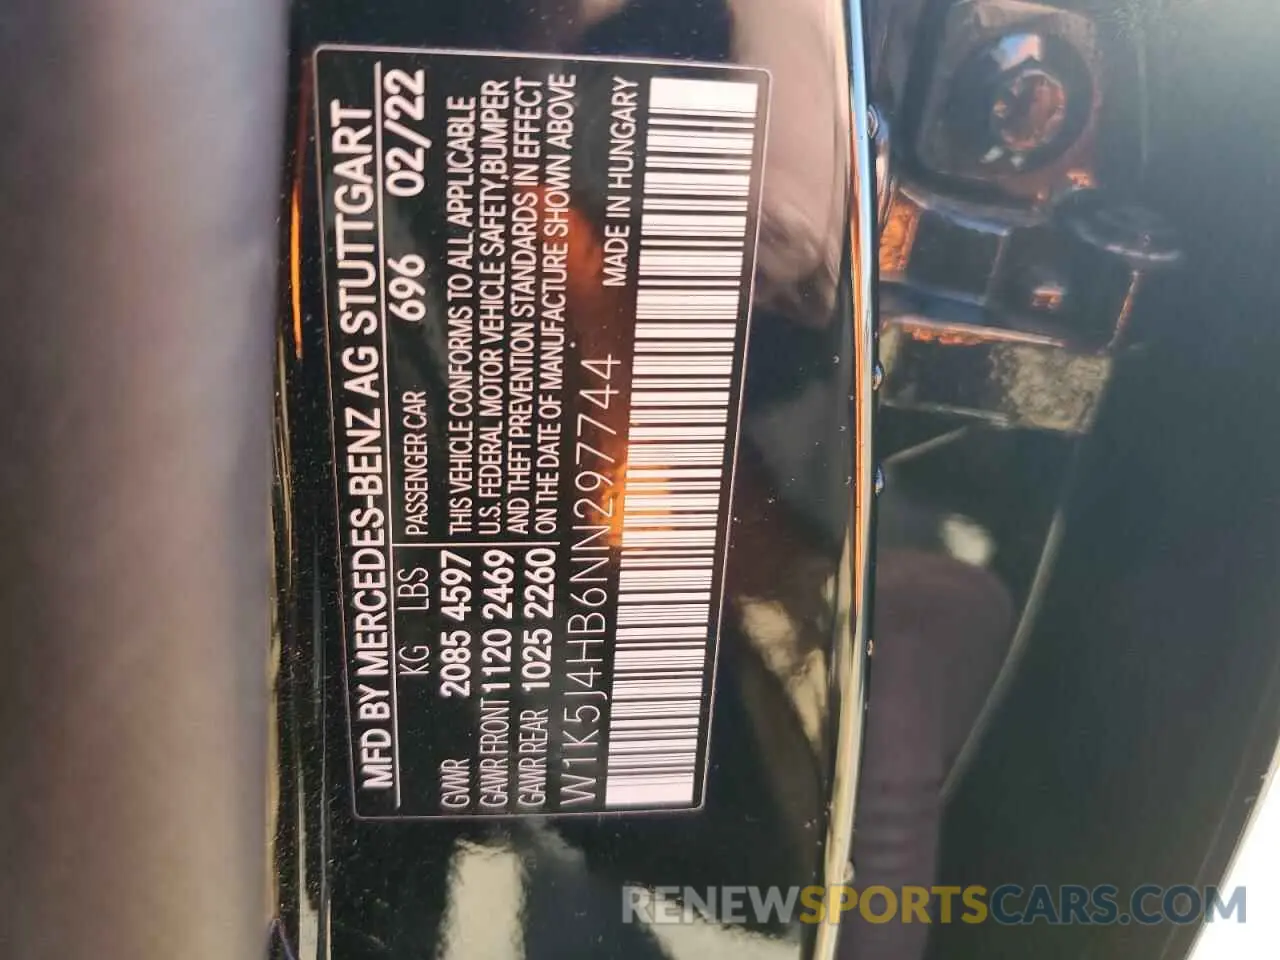 MFD BY MERCEDES-BENZ AG STUTTGART
KG LBS PASSENGER CAR 696 02/22
GVWR 2085 4597 THIS VEHICLE CONFORMS TO ALL APPLICABLE
GAWR FRONT 1120 2469 U.S. FEDERAL MOTOR VEHICLE SAFETY,BUMPER
GAWR REAR 1025 2260 AND THEFT PREVENTION STANDARDS IN EFFECT
ON THE DATE OF MANUFACTURE SHOWN ABOVE
W1K5J4HB6NN297744 MADE IN HUNGARY
RENEWSPORTSCARS.COM